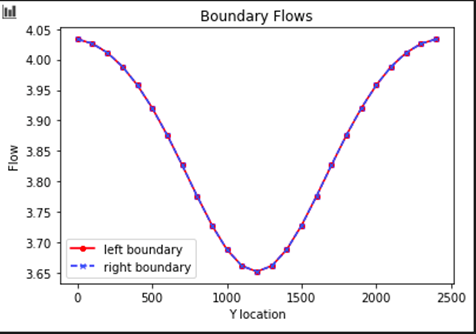 Boundary Flows
4.05
4.00
3.95
3.90
3.85
3.80
3.75
3.70
3.65
Flow
left boundary
right boundary
0 500 1000 1500 2000 2500
Y location